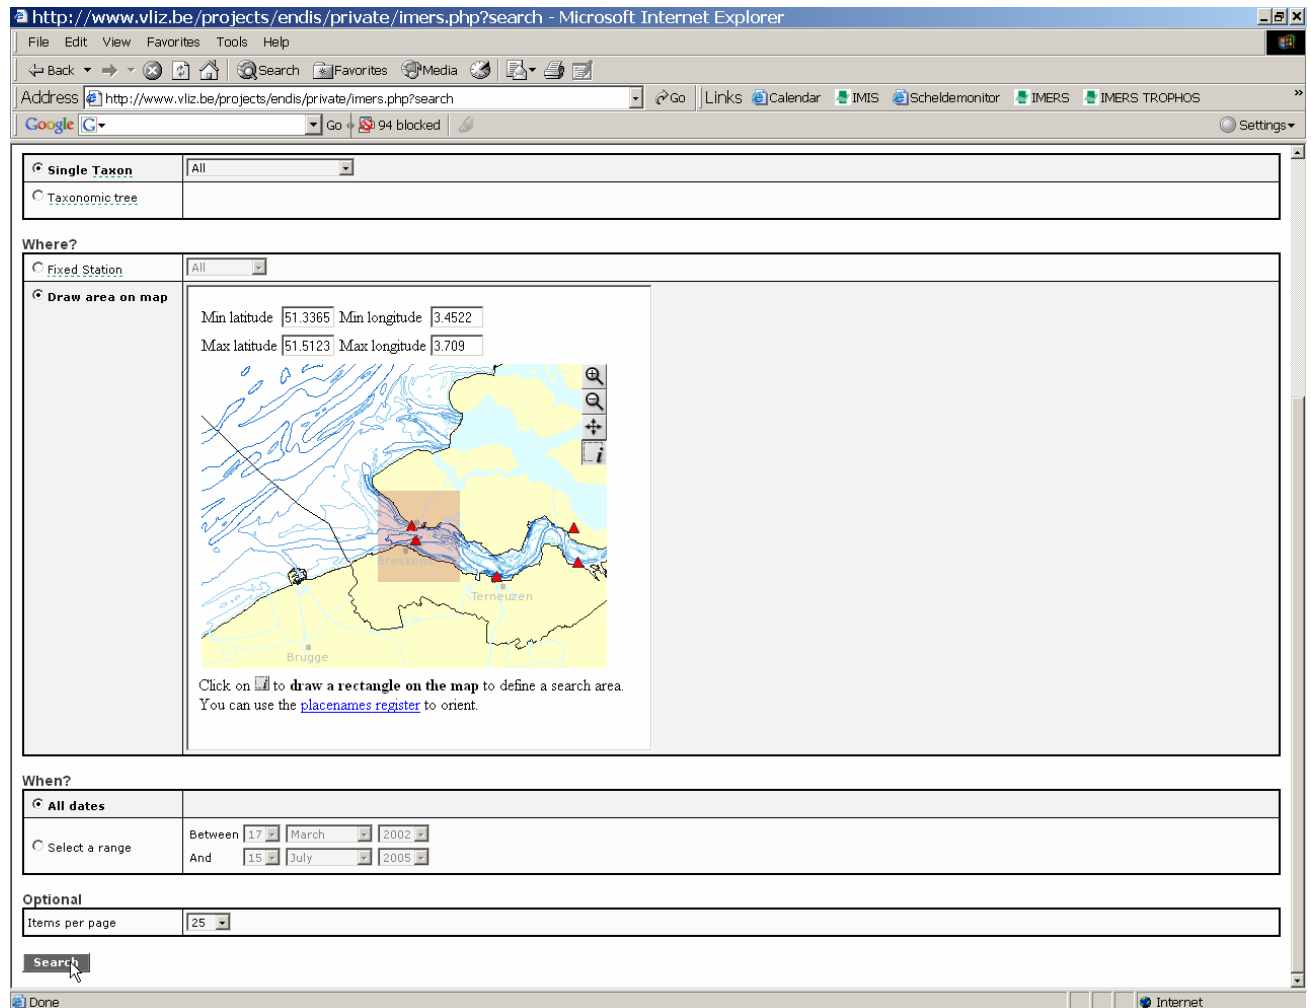 http://www.vliz.be/projects/endis/private/imers.php?search - Microsoft Internet Explorer
File Edit View Favorites Tools Help
Back Search Favorites Media
Address http://www.vliz.be/projects/endis/private/imers.php?search Go Links Calendar IMIS Scheldemonitor IMERS IMERS TROPHOS »
Google G Go 94 blocked Settings
Single Taxon All
Taxonomic tree
Where?
Fixed Station All
Draw area on map
Min latitude 51.3365 Min longitude 3.4522
Max latitude 51.5123 Max longitude 3.709
i
Breskens
Terneuzen
Brugge
Click on i to draw a rectangle on the map to define a search area.
You can use the placenames register to orient.
When?
All dates
Select a range
Between 17 March 2002
And 15 July 2005
Optional
Items per page 25
Search
Done Internet